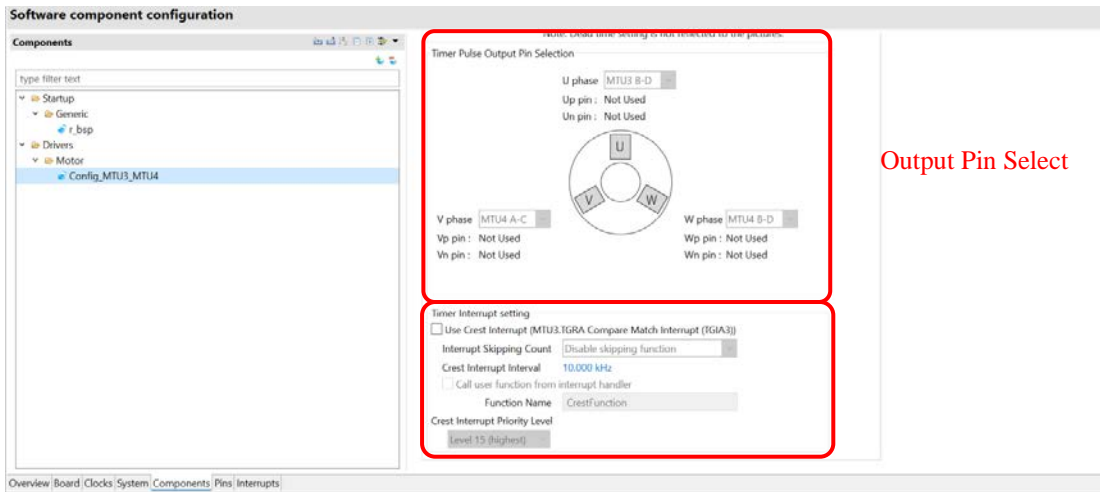 Software component configuration
Components
type filter text
Startup
Generic
r_bsp
Drivers
Motor
Config_MTU3_MTU4
Note: Dead time setting is not reflected to the pictures.
Timer Pulse Output Pin Selection
U phase MTU3 B-D
Up pin : Not Used
Un pin : Not Used
U
V
W
V phase MTU4 A-C
Vp pin : Not Used
Vn pin : Not Used
W phase MTU4 B-D
Wp pin : Not Used
Wn pin : Not Used
Output Pin Select
Timer Interrupt setting
Use Crest Interrupt (MTU3.TGRA Compare Match Interrupt (TGIA3))
Interrupt Skipping Count Disable skipping function
Crest Interrupt Interval 10.000 kHz
Call user function from interrupt handler
Function Name CrestFunction
Crest Interrupt Priority Level
Level 15 (highest)
Overview Board Clocks System Components Pins Interrupts